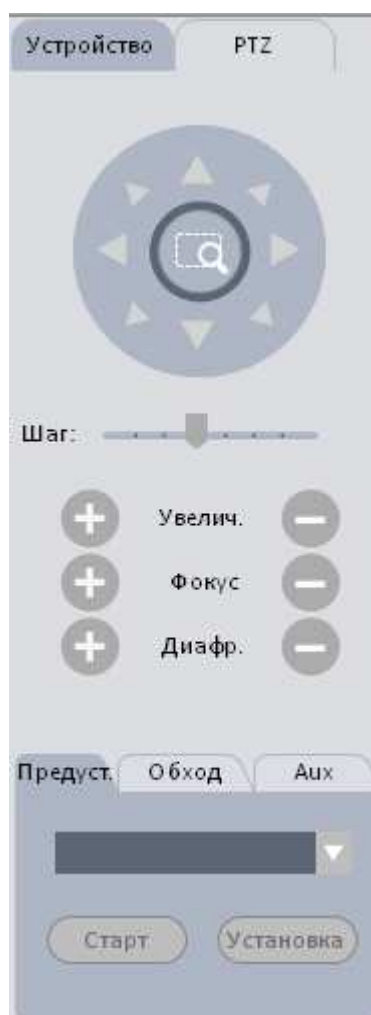 Устройство PTZ
Шаг:
Увелич.
Фокус
Диафр.
Предуст. Обход Aux
Старт Установка